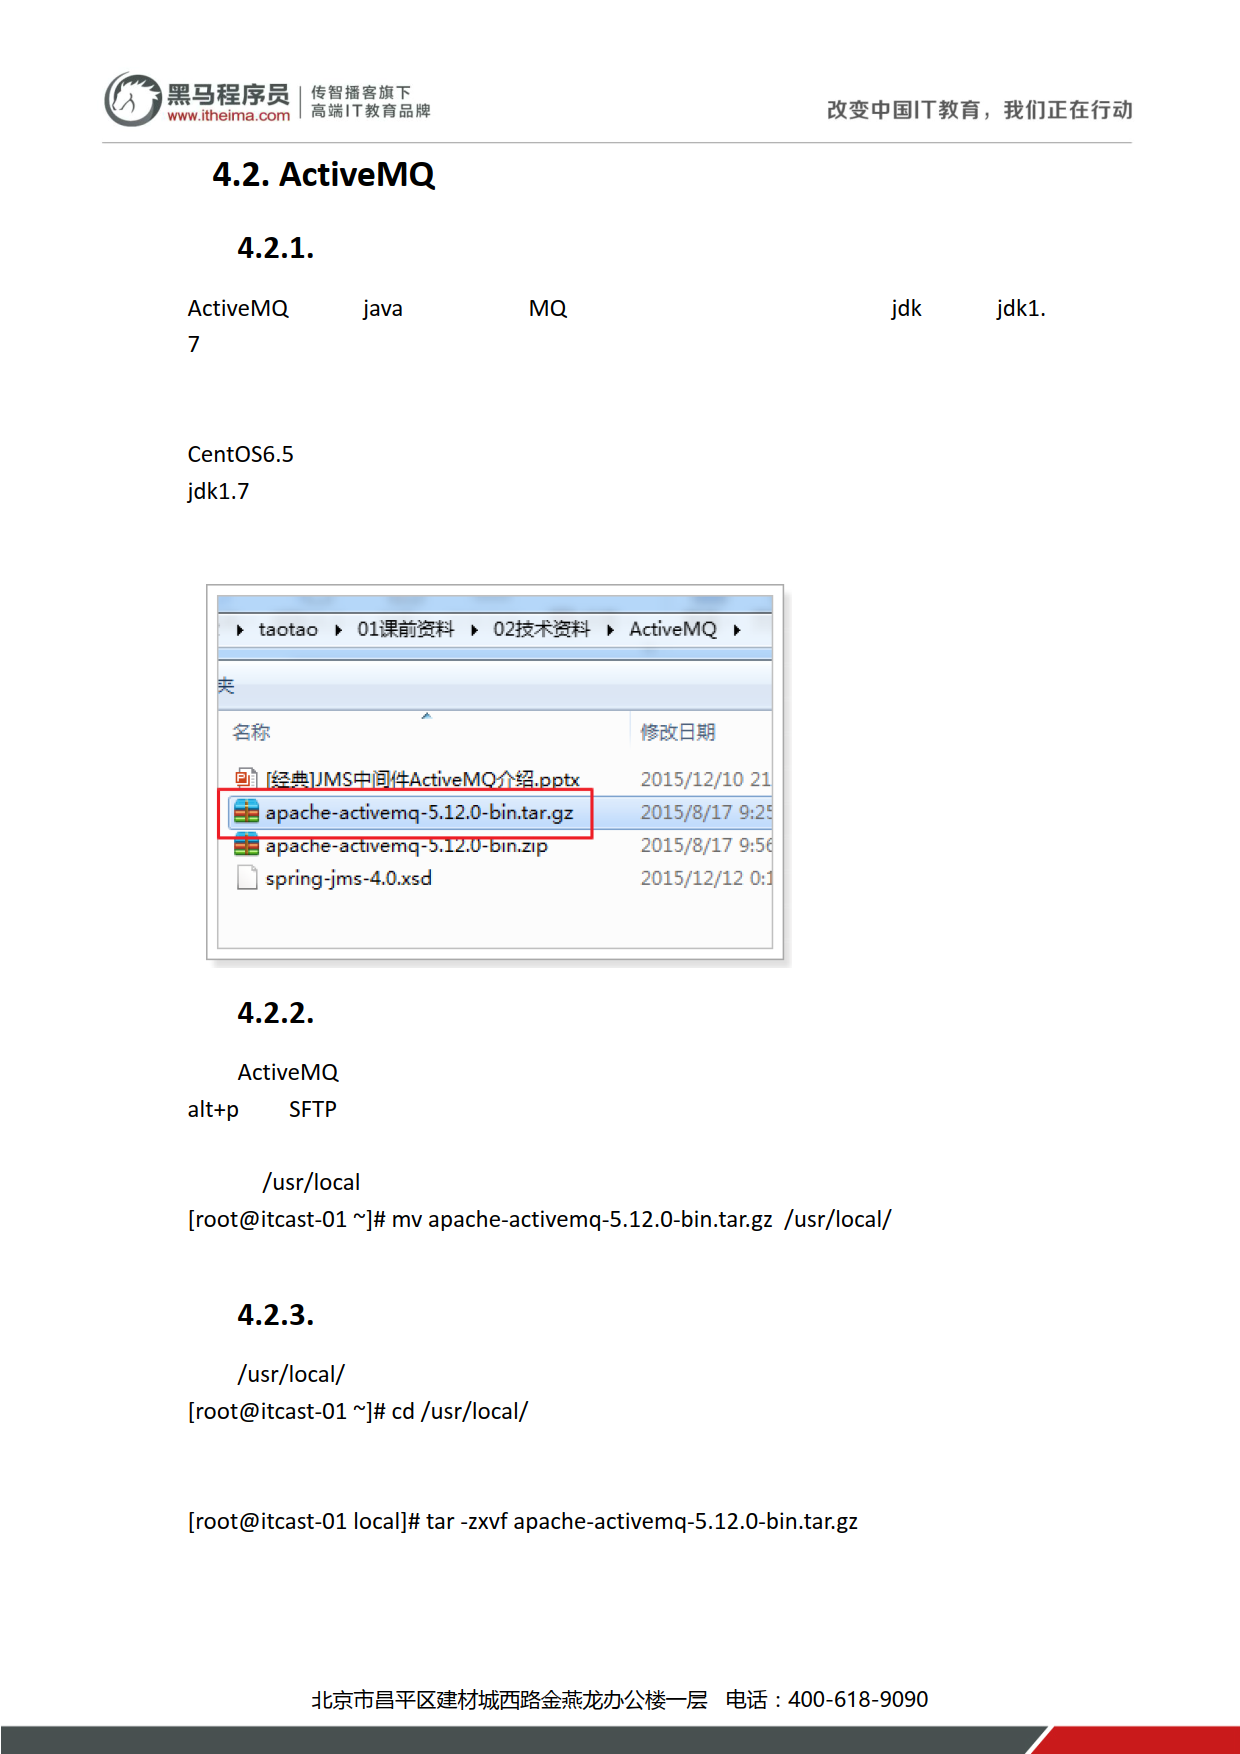 黑马程序员
www.itheima.com
传智播客旗下
高端IT教育品牌
改变中国IT教育，我们正在行动
4.2. ActiveMQ
4.2.1.
ActiveMQ java MQ jdk jdk1.
7
CentOS6.5
jdk1.7
taotao 01课前资料 02技术资料 ActiveMQ
夹
名称 修改日期
[经典]JMS中间件ActiveMQ介绍.pptx 2015/12/10 21
apache-activemq-5.12.0-bin.tar.gz 2015/8/17 9:25
apache-activemq-5.12.0-bin.zip 2015/8/17 9:56
spring-jms-4.0.xsd 2015/12/12 0:1
4.2.2.
ActiveMQ
alt+p SFTP
/usr/local
[root@itcast-01 ~]# mv apache-activemq-5.12.0-bin.tar.gz /usr/local/
4.2.3.
/usr/local/
[root@itcast-01 ~]# cd /usr/local/
[root@itcast-01 local]# tar -zxvf apache-activemq-5.12.0-bin.tar.gz
北京市昌平区建材城西路金燕龙办公楼一层 电话：400-618-9090